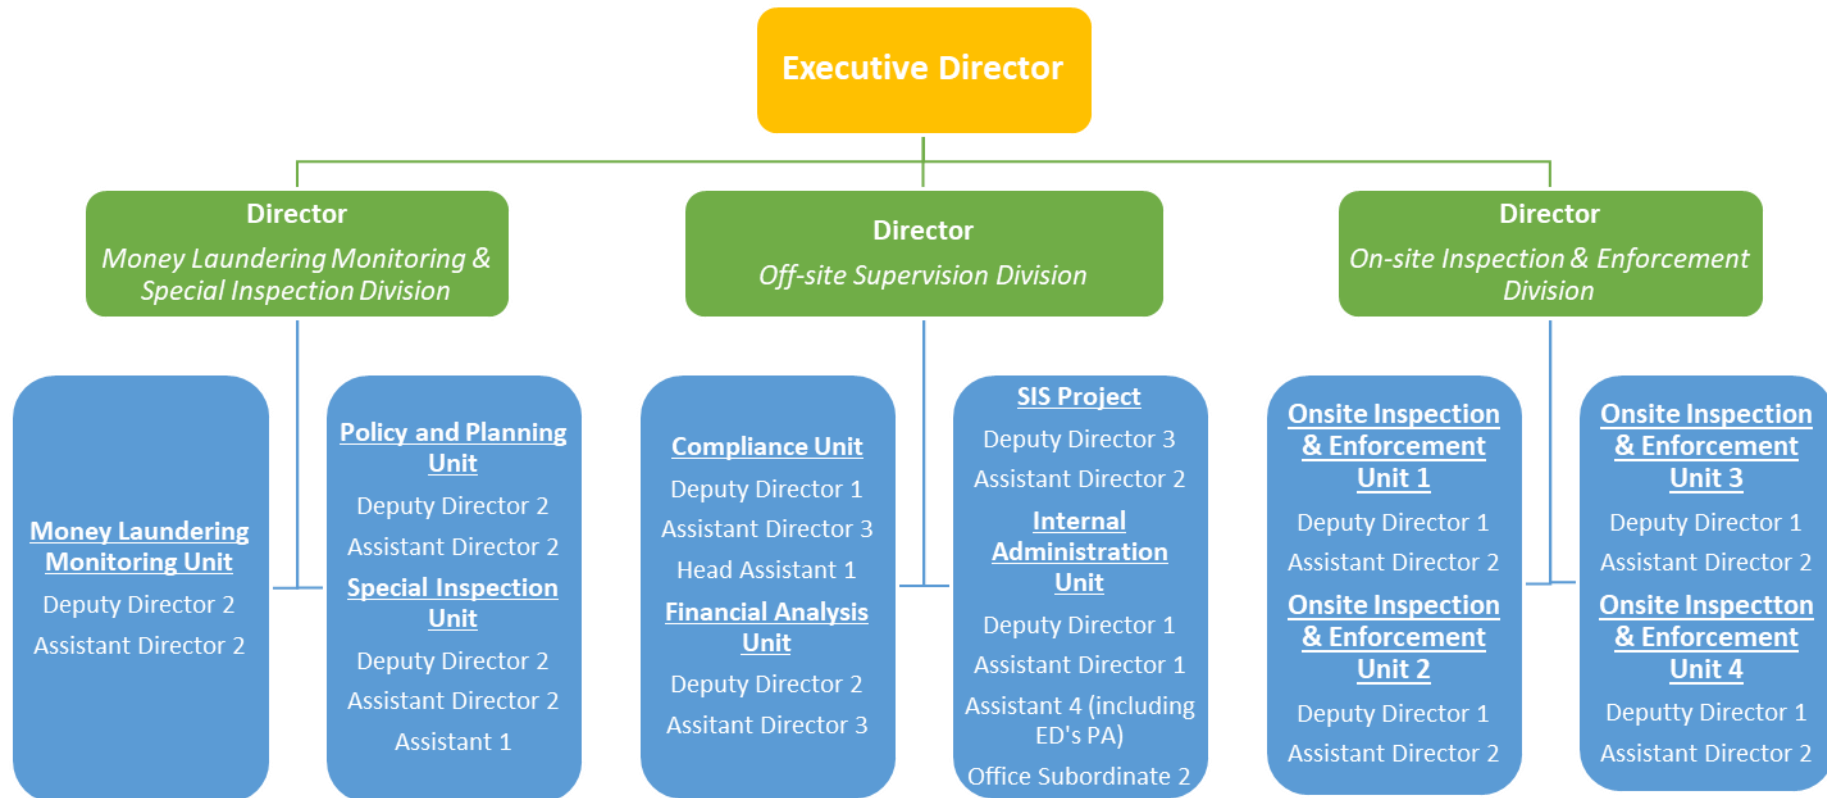 Executive Director
Director
Money Laundering Monitoring &
Special Inspection Division
Director
Off-site Supervision Division
Director
On-site Inspection & Enforcement
Division
Money Laundering
Monitoring Unit
Deputy Director 2
Assistant Director 2
Policy and Planning
Unit
Deputy Director 2
Assistant Director 2
Special Inspection
Unit
Deputy Director 2
Assistant Director 2
Assistant 1
Compliance Unit
Deputy Director 1
Assistant Director 3
Head Assistant 1
Financial Analysis
Unit
Deputy Director 2
Assitant Director 3
SIS Project
Deputy Director 3
Assistant Director 2
Internal
Administration
Unit
Deputy Director 1
Assistant Director 1
Assistant 4 (including
ED's PA)
Office Subordinate 2
Onsite Inspection
& Enforcement
Unit 1
Deputy Director 1
Assistant Director 2
Onsite Inspection
& Enforcement
Unit 2
Deputy Director 1
Assistant Director 2
Onsite Inspection
& Enforcement
Unit 3
Deputy Director 1
Assistant Director 2
Onsite Inspectton
& Enforcement
Unit 4
Deputty Director 1
Assistant Director 2